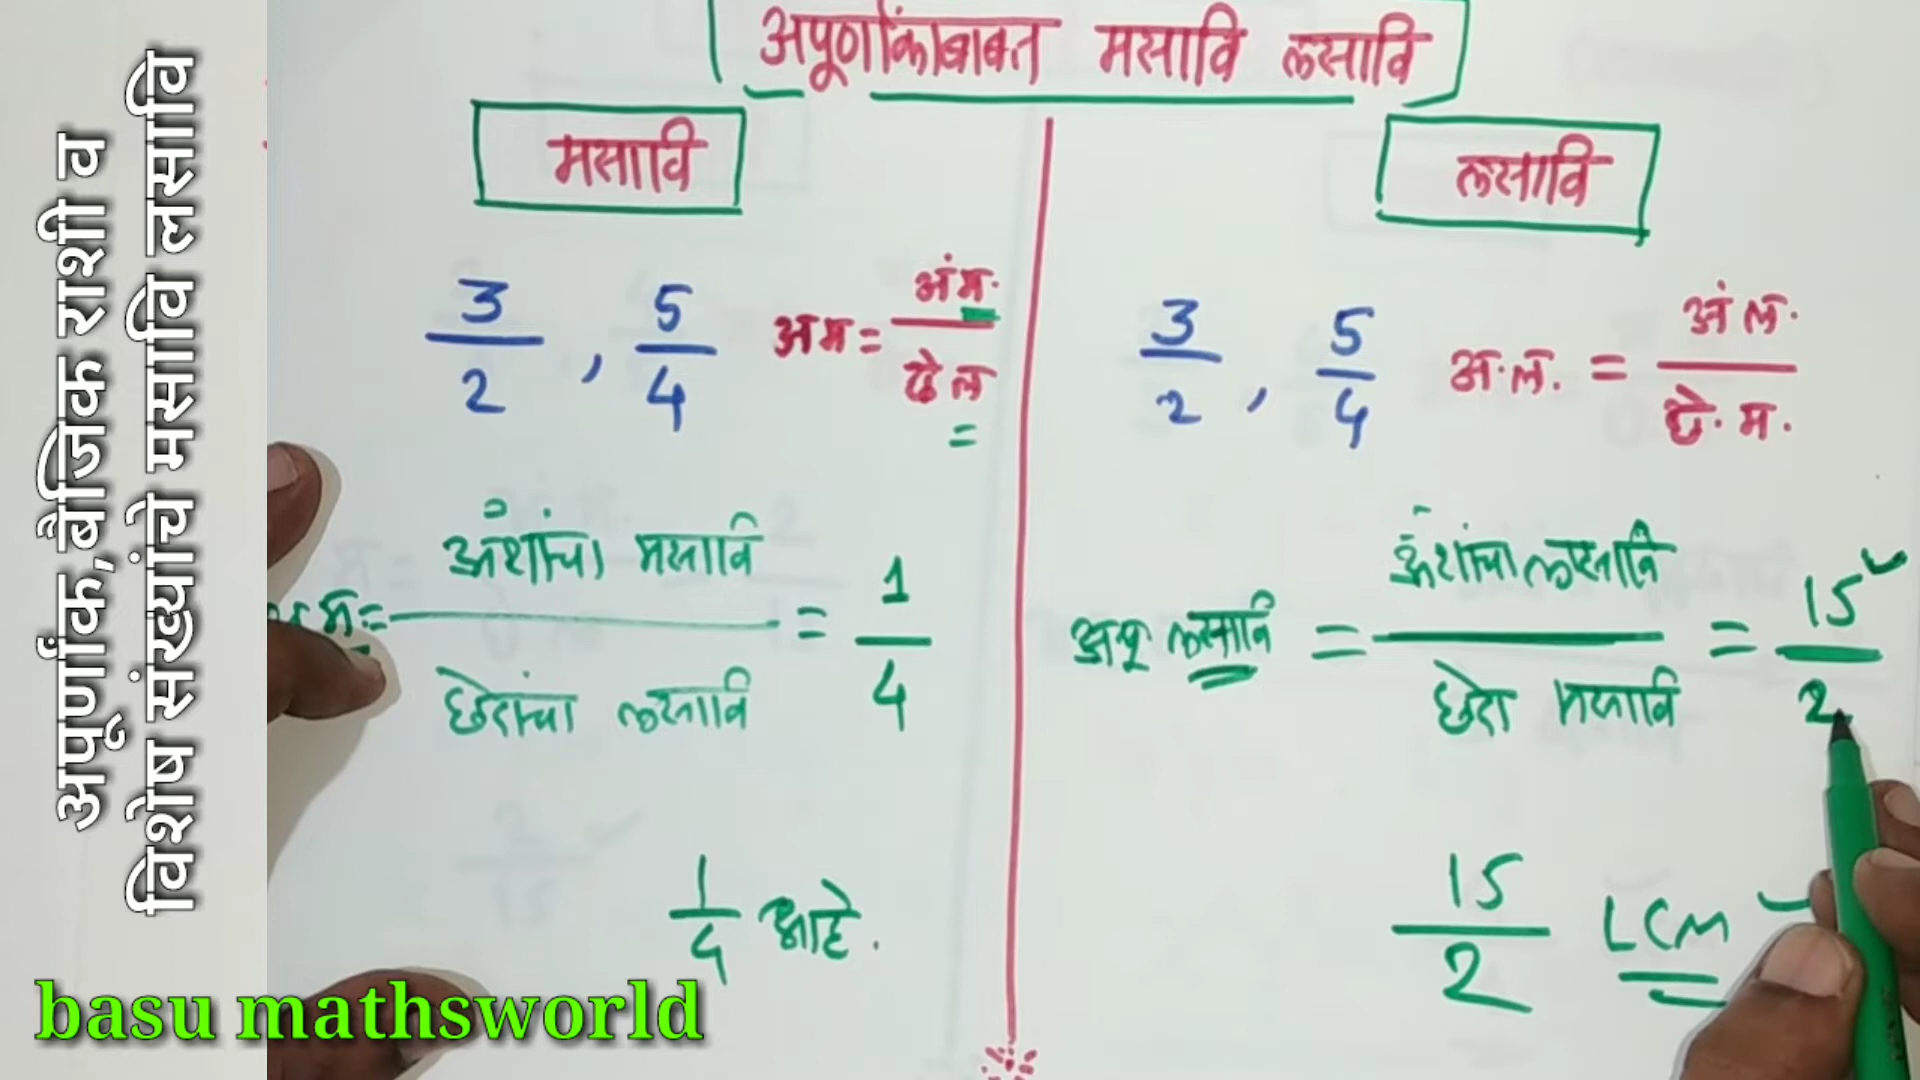 अपूर्णांक,बैजिक राशी व
विशेष संख्यांचे मसावि लसावि
अपूर्णांकाबाबत मसावि लसावि
मसावि
3/2 , 5/4
अम = अंम./छे ल
अंशांचा मसावि/छेदांचा लसावि = 1/4
1/4 आहे.
लसावि
3/2 , 5/4
अ.ल. = अं ल./छे. म.
अपू लसावि = अंशांचा लसावि/छेदा मसावि = 15/2
15/2 LCM
basu mathsworld